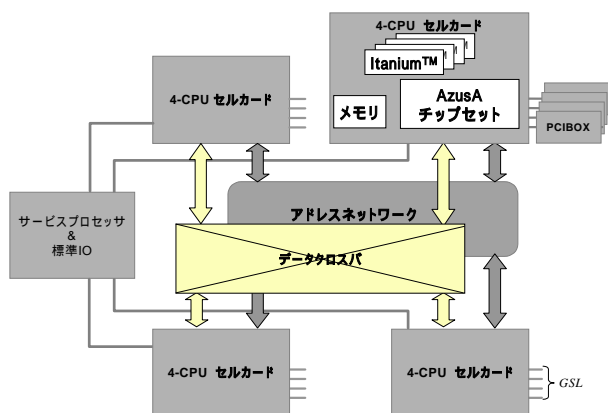 4-CPU セルカード
Itanium™
M
M
M
4-CPU セルカード
メモリ
AzusA
チップセット
PCIBOX
アドレスネットワーク
サービスプロセッサ
&
標準IO
データクロスバ
4-CPU セルカード
4-CPU セルカード
GSL